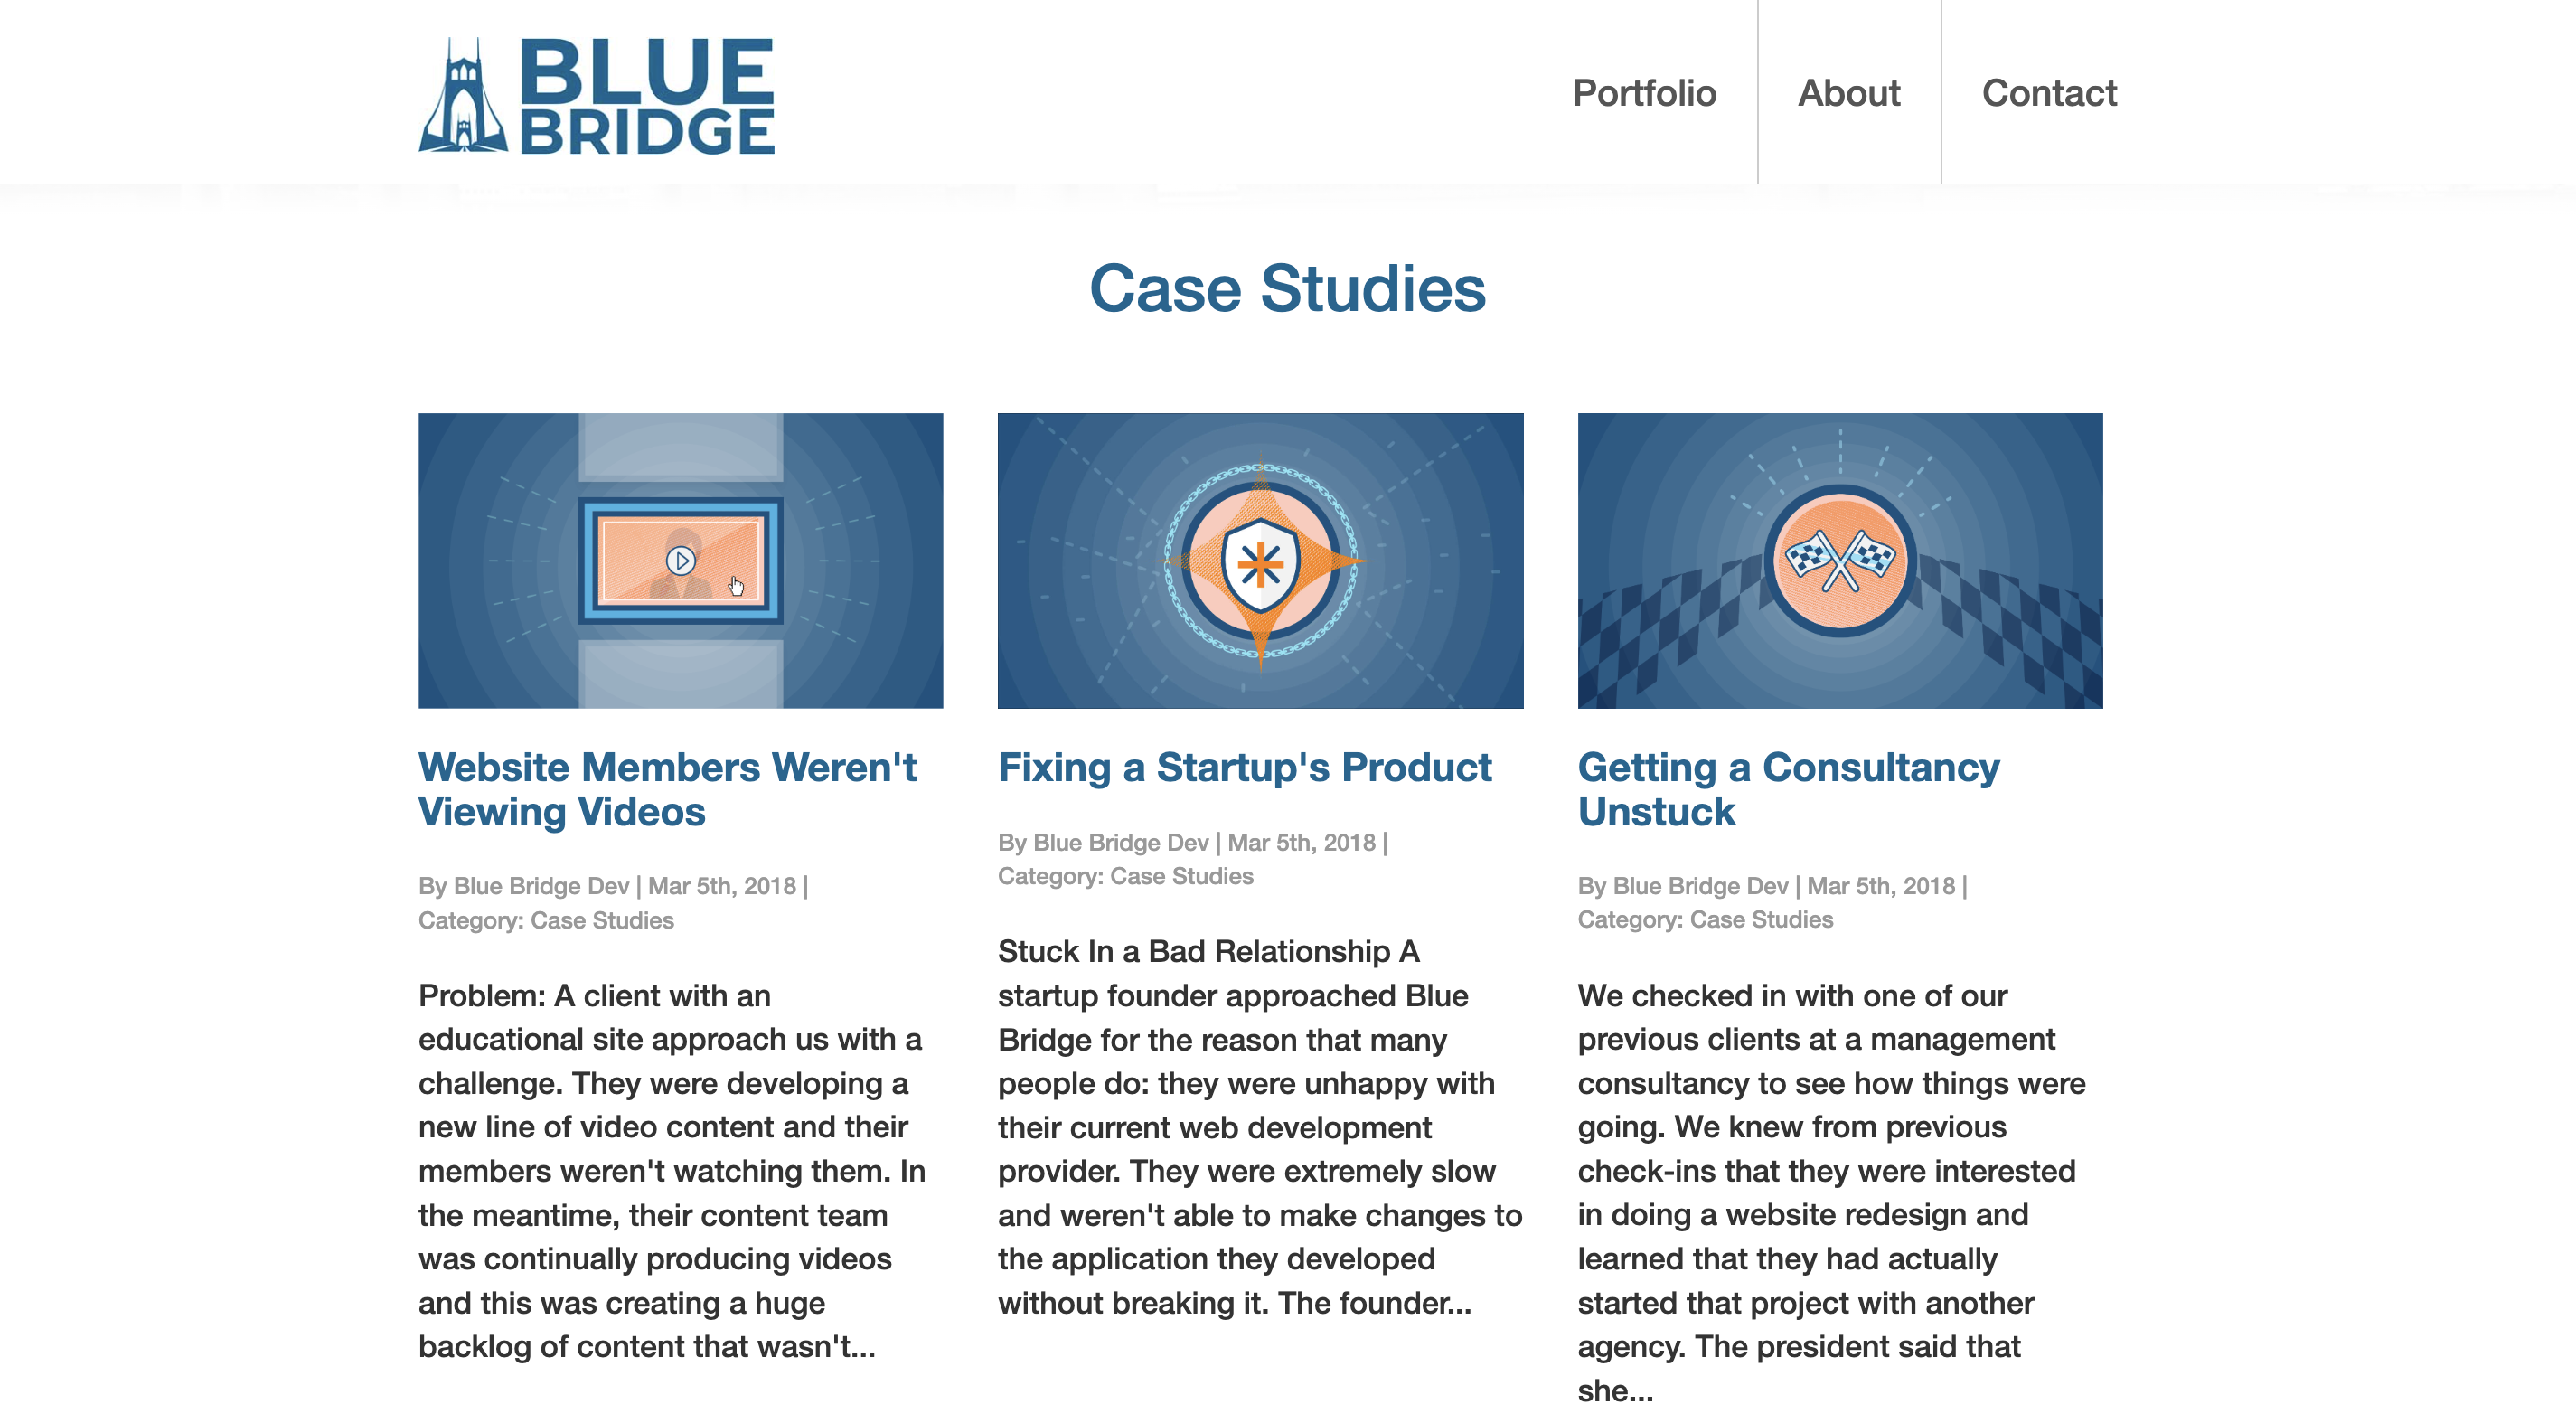 BLUE
BRIDGE
Portfolio
About
Contact
Case Studies
Website Members Weren't
Viewing Videos
By Blue Bridge Dev | Mar 5th, 2018 |
Category: Case Studies
Problem: A client with an
educational site approach us with a
challenge. They were developing a
new line of video content and their
members weren't watching them. In
the meantime, their content team
was continually producing videos
and this was creating a huge
backlog of content that wasn't...
Fixing a Startup's Product
By Blue Bridge Dev | Mar 5th, 2018 |
Category: Case Studies
Stuck In a Bad Relationship A
startup founder approached Blue
Bridge for the reason that many
people do: they were unhappy with
their current web development
provider. They were extremely slow
and weren't able to make changes to
the application they developed
without breaking it. The founder...
Getting a Consultancy
Unstuck
By Blue Bridge Dev | Mar 5th, 2018 |
Category: Case Studies
We checked in with one of our
previous clients at a management
consultancy to see how things were
going. We knew from previous
check-ins that they were interested
in doing a website redesign and
learned that they had actually
started that project with another
agency. The president said that
she...